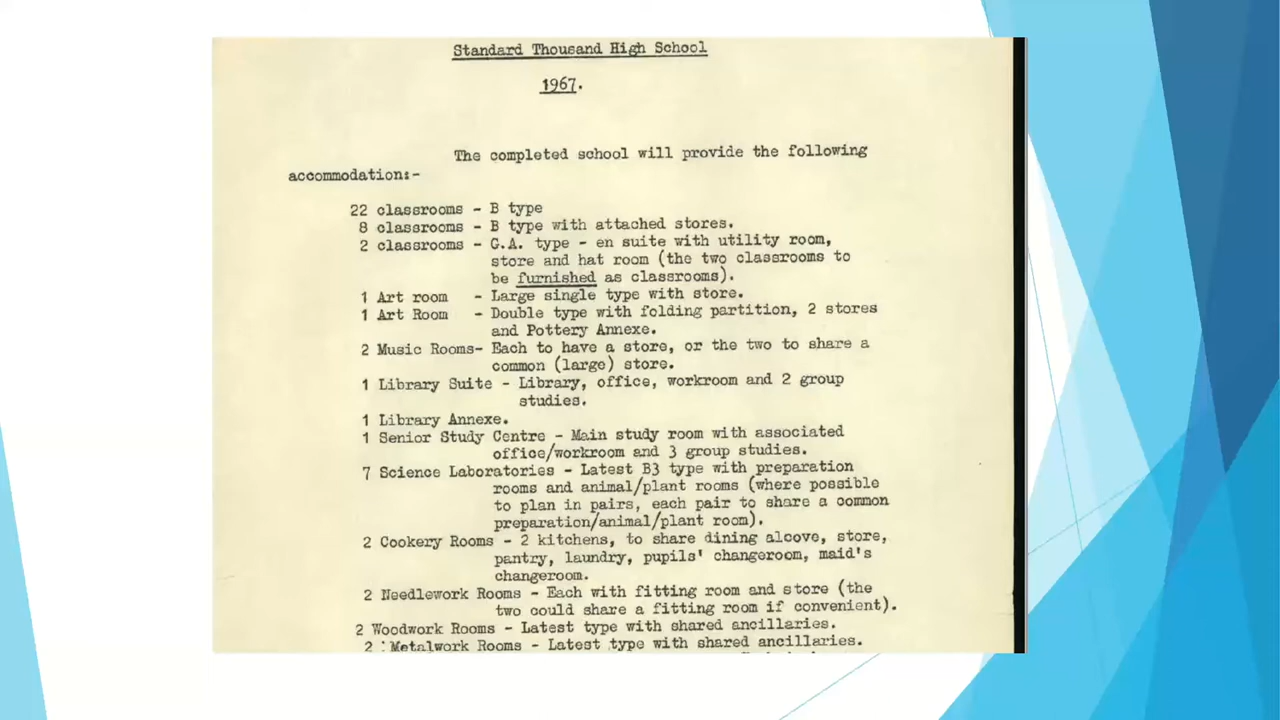 Standard Thousand High School
1967.
The completed school will provide the following
accommodation:-
22 classrooms - B type
8 classrooms - B type with attached stores.
2 classrooms - G.A. type - en suite with utility room,
store and hat room (the two classrooms to
be furnished as classrooms).
1 Art room - Large single type with store.
1 Art Room - Double type with folding partition, 2 stores
and Pottery Annexe.
2 Music Rooms- Each to have a store, or the two to share a
common (large) store.
1 Library Suite - Library, office, workroom and 2 group
studies.
1 Library Annexe.
1 Senior Study Centre - Main study room with associated
office/workroom and 3 group studies.
7 Science Laboratories - Latest B3 type with preparation
rooms and animal/plant rooms (where possible
to plan in pairs, each pair to share a common
preparation/animal/plant room).
2 Cookery Rooms - 2 kitchens, to share dining alcove, store,
pantry, laundry, pupils' changeroom, maid's
changeroom.
2 Needlework Rooms - Each with fitting room and store (the
two could share a fitting room if convenient).
2 Woodwork Rooms - Latest type with shared ancillaries.
2 Metalwork Rooms - Latest type with shared ancillaries.